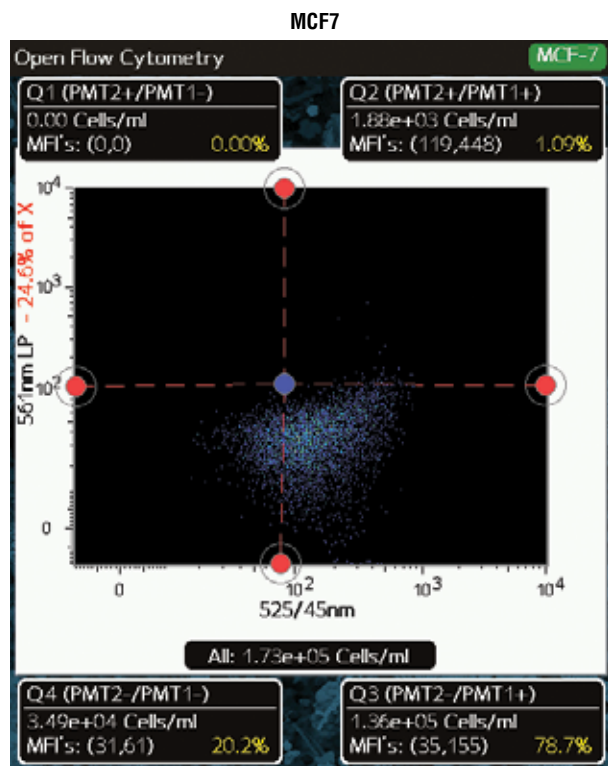 MCF7
Open Flow Cytometry
MCF-7
Q1 (PMT2+/PMT1-)
0.00 Cells/ml
MFI's: (0,0) 0.00%
Q2 (PMT2+/PMT1+)
1.88e+03 Cells/ml
MFI's: (119,448) 1.09%
561nm LP - 24.6% of X
10^4
10^3
10^2
0
0 10^2 10^3 10^4
525/45nm
All: 1.73e+05 Cells/ml
Q4 (PMT2-/PMT1-)
3.49e+04 Cells/ml
MFI's: (31,61) 20.2%
Q3 (PMT2-/PMT1+)
1.36e+05 Cells/ml
MFI's: (35,155) 78.7%